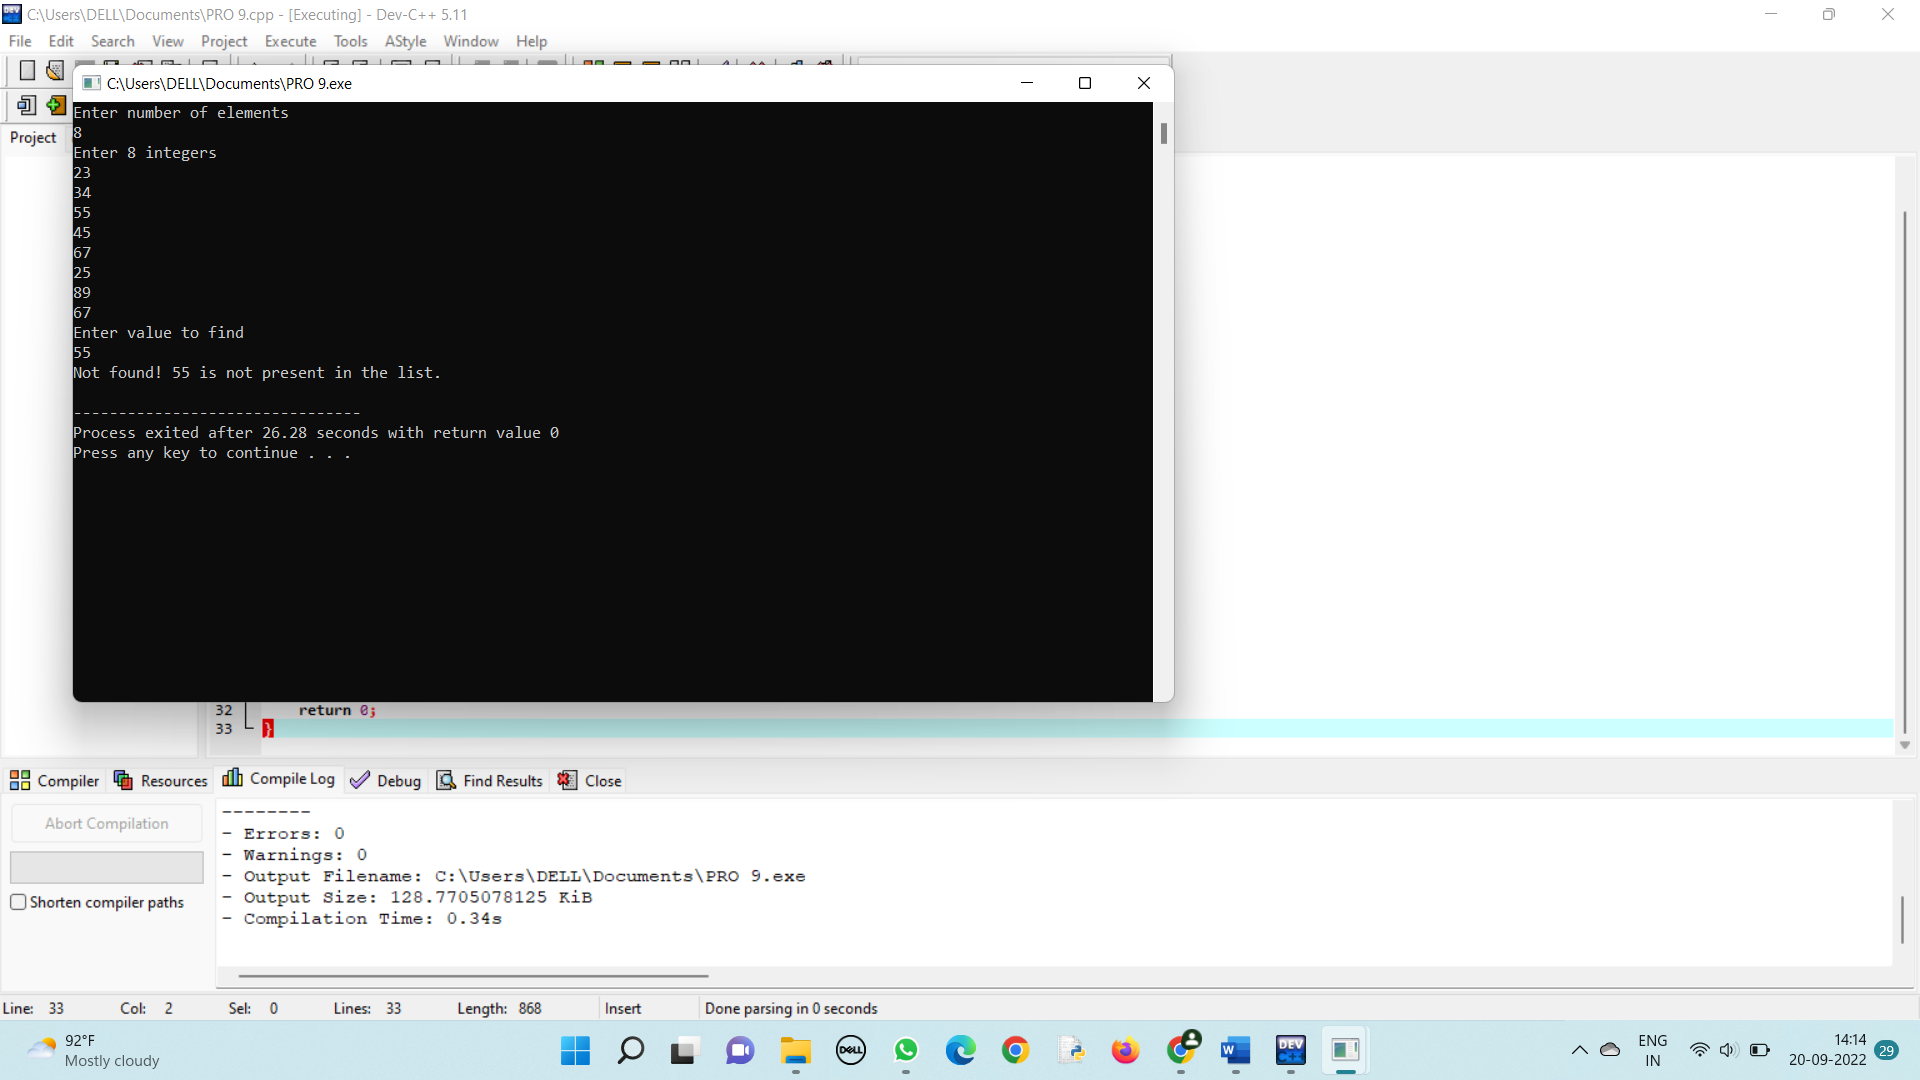 C:\Users\DELL\Documents\PRO 9.cpp - [Executing] - Dev-C++ 5.11
File Edit Search View Project Execute Tools AStyle Window Help
C:\Users\DELL\Documents\PRO 9.exe
Project
Enter number of elements
8
Enter 8 integers
23
34
55
45
67
25
89
67
Enter value to find
55
Not found! 55 is not present in the list.
--------------------------------
Process exited after 26.28 seconds with return value 0
Press any key to continue . . .
32 return 0;
33 }
Compiler Resources Compile Log Debug Find Results Close
Abort Compilation
Shorten compiler paths
--------
- Errors: 0
- Warnings: 0
- Output Filename: C:\Users\DELL\Documents\PRO 9.exe
- Output Size: 128.7705078125 KiB
- Compilation Time: 0.34s
Line: 33 Col: 2 Sel: 0 Lines: 33 Length: 868 Insert Done parsing in 0 seconds
92°F
Mostly cloudy
DELL
W
DEV
C++
ENG
IN
14:14
20-09-2022
29